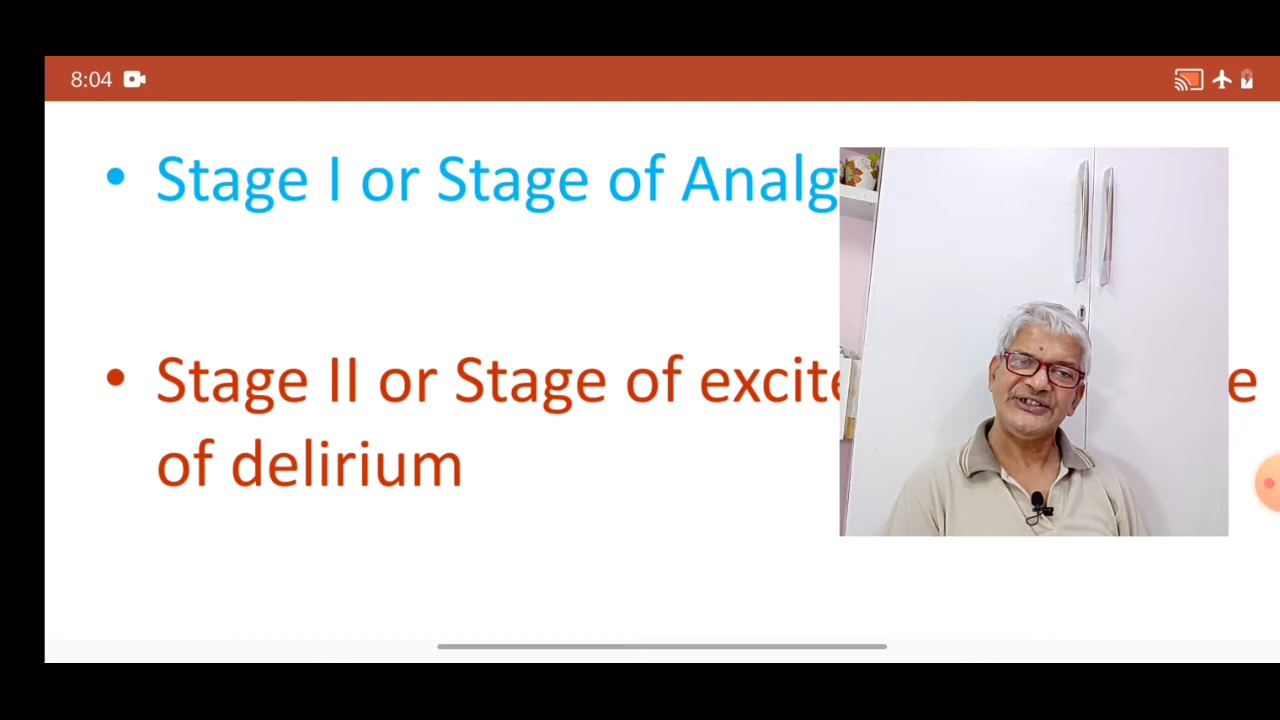 8:04
• Stage I or Stage of Analg
• Stage II or Stage of excite e
of delirium